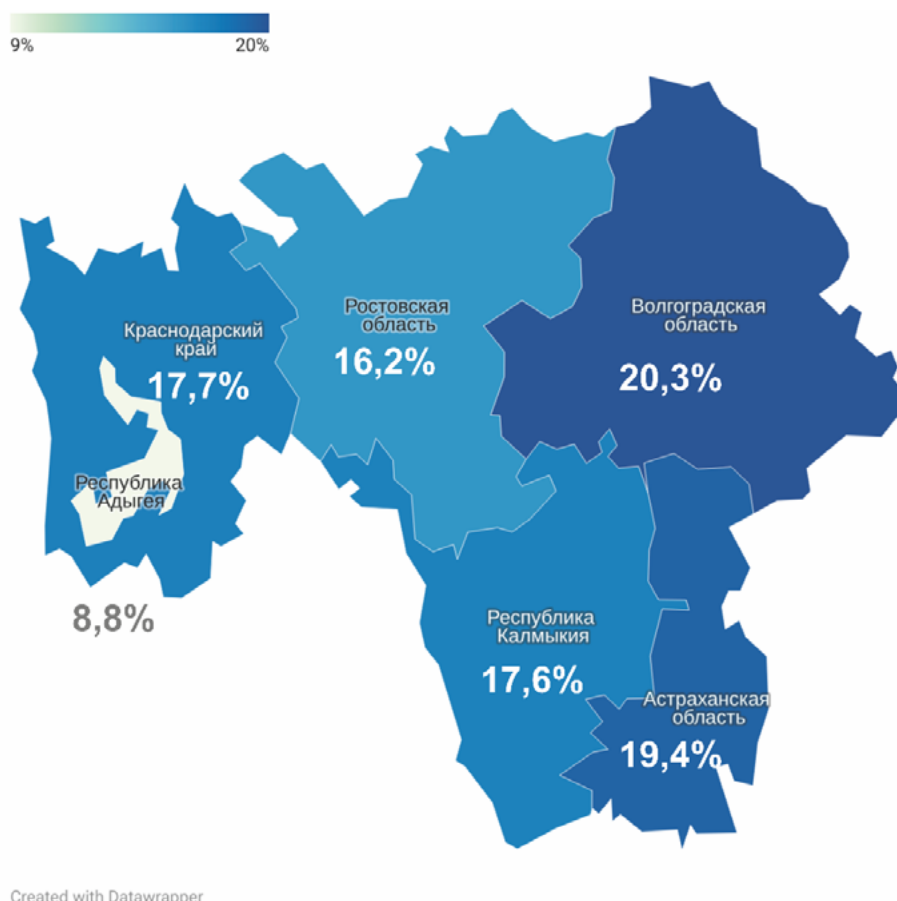 9%
20%
Ростовская
область
16,2%
Волгоградская
область
20,3%
Краснодарский
край
17,7%
Республика
Адыгея
8,8%
Республика
Калмыкия
17,6%
Астраханская
область
19,4%
Created with Datawrapper